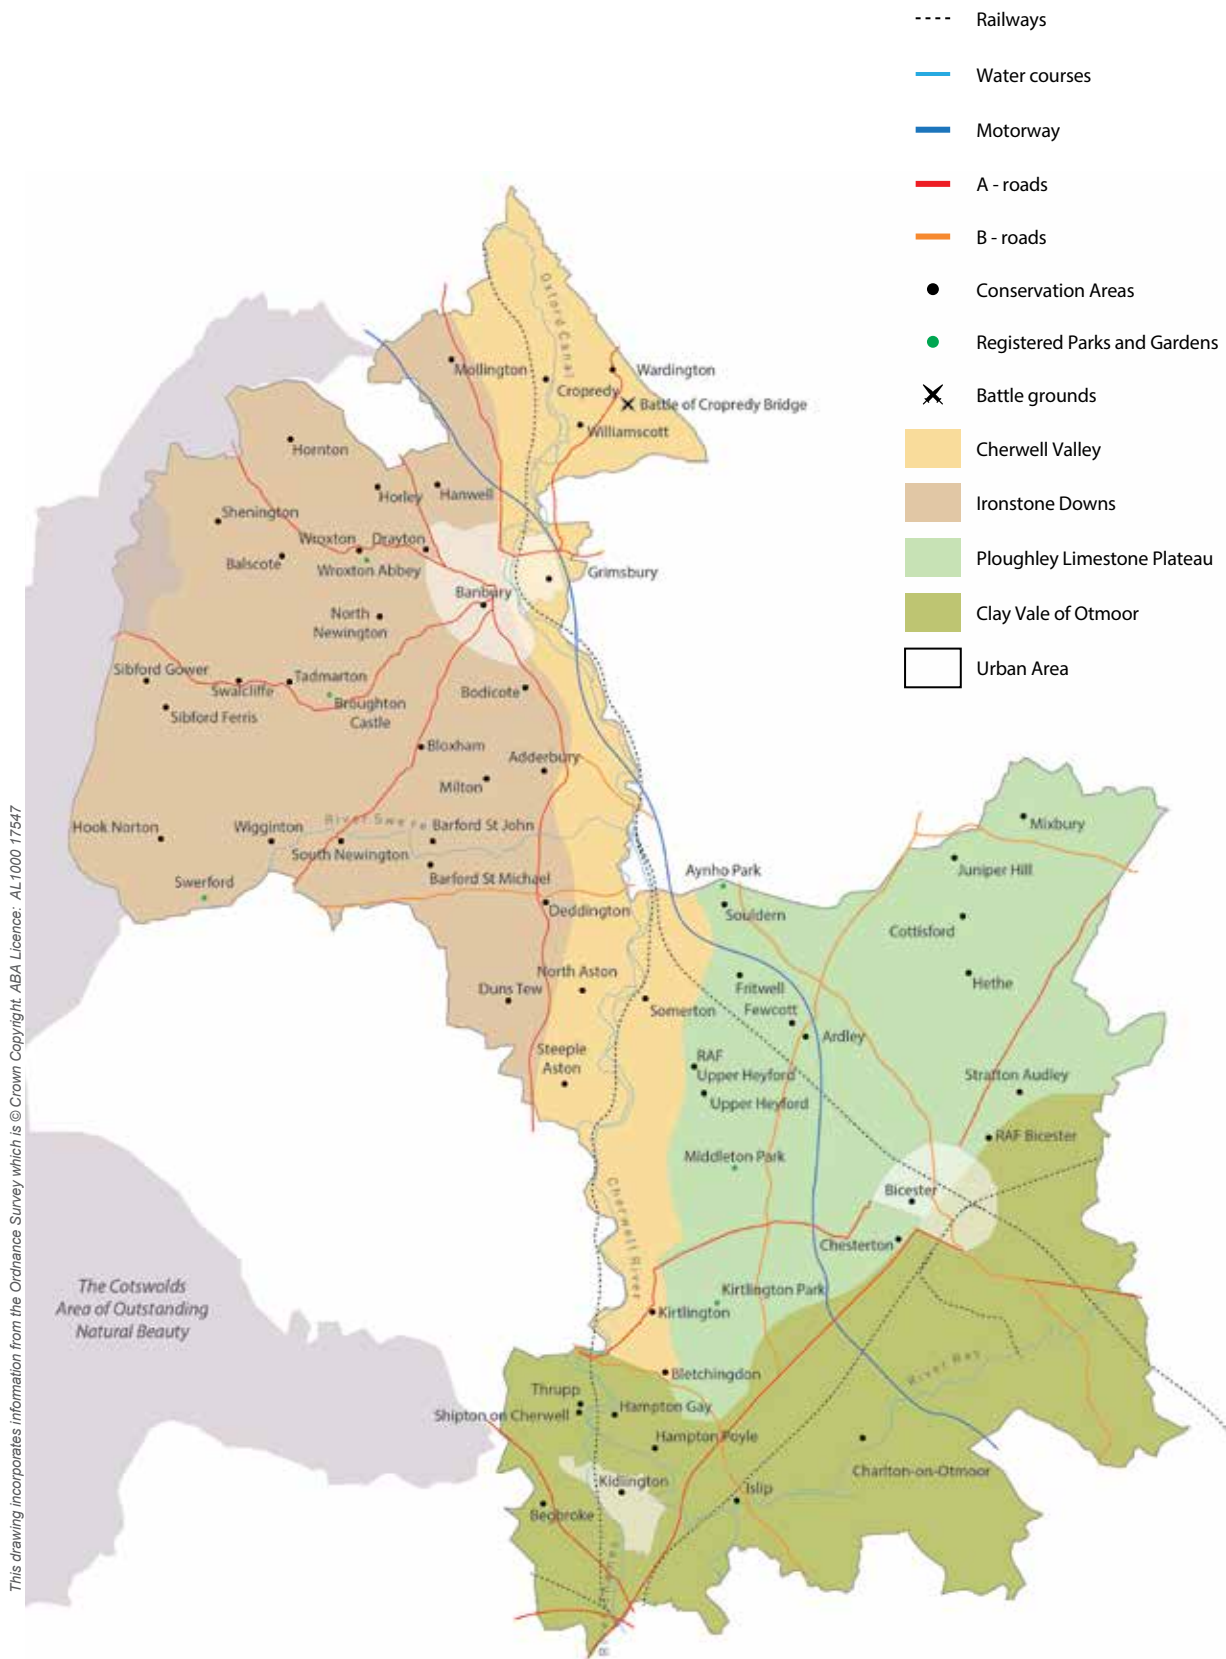 Railways
Water courses
Motorway
A - roads
B - roads
Conservation Areas
Registered Parks and Gardens
Battle grounds
Cherwell Valley
Ironstone Downs
Ploughley Limestone Plateau
Clay Vale of Otmoor
Urban Area
Oxford Canal
Mollington
Wardington
Cropredy
Battle of Cropredy Bridge
Williamscott
Hornton
Horley
Hanwell
Shenington
Wroxton
Drayton
Balscote
Wroxton Abbey
Grimsbury
Banbury
North
Newington
Sibford Gower
Swalcliffe
Tadmarton
Bodicote
Broughton
Castle
Sibford Ferris
Bloxham
Adderbury
Milton
Hook Norton
Wigginton
River Swere
Barford St John
South Newington
Barford St Michael
Swerford
Deddington
Mixbury
Juniper Hill
Aynho Park
Souldern
Cottisford
Hethe
North Aston
Duns Tew
Somerton
Fritwell
Fewcott
Ardley
Steeple
Aston
RAF
Upper Heyford
Upper Heyford
Stratton Audley
RAF Bicester
Middleton Park
Bicester
Cherwell River
Chesterton
Kirtlington Park
Kirtlington
Bletchingdon
River Ray
Thrupp
Shipton on Cherwell
Hampton Gay
Hampton Poyle
Kidlington
Charlton-on-Otmoor
Islip
Begbroke
The Cotswolds
Area of Outstanding
Natural Beauty
This drawing incorporates information from the Ordnance Survey which is © Crown Copyright. ABA Licence: AL1000 17547